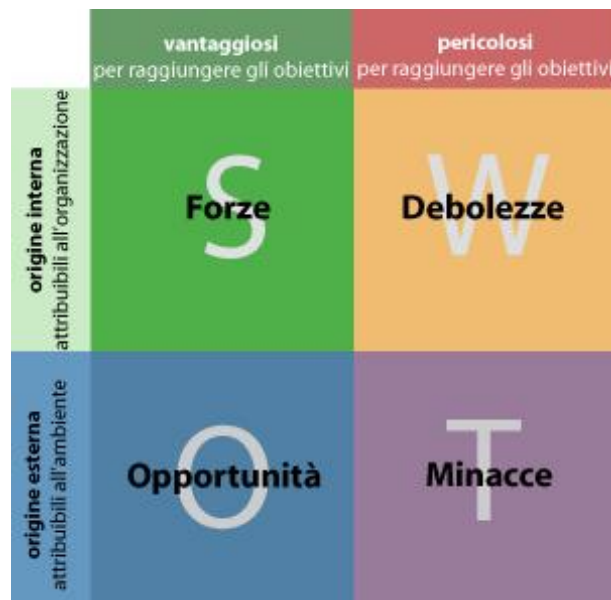 vantaggiosi
per raggiungere gli obiettivi
pericolosi
per raggiungere gli obiettivi
origine interna
attribuibili all'organizzazione
S
Forze
W
Debolezze
origine esterna
attribuibili all'ambiente
O
Opportunità
T
Minacce